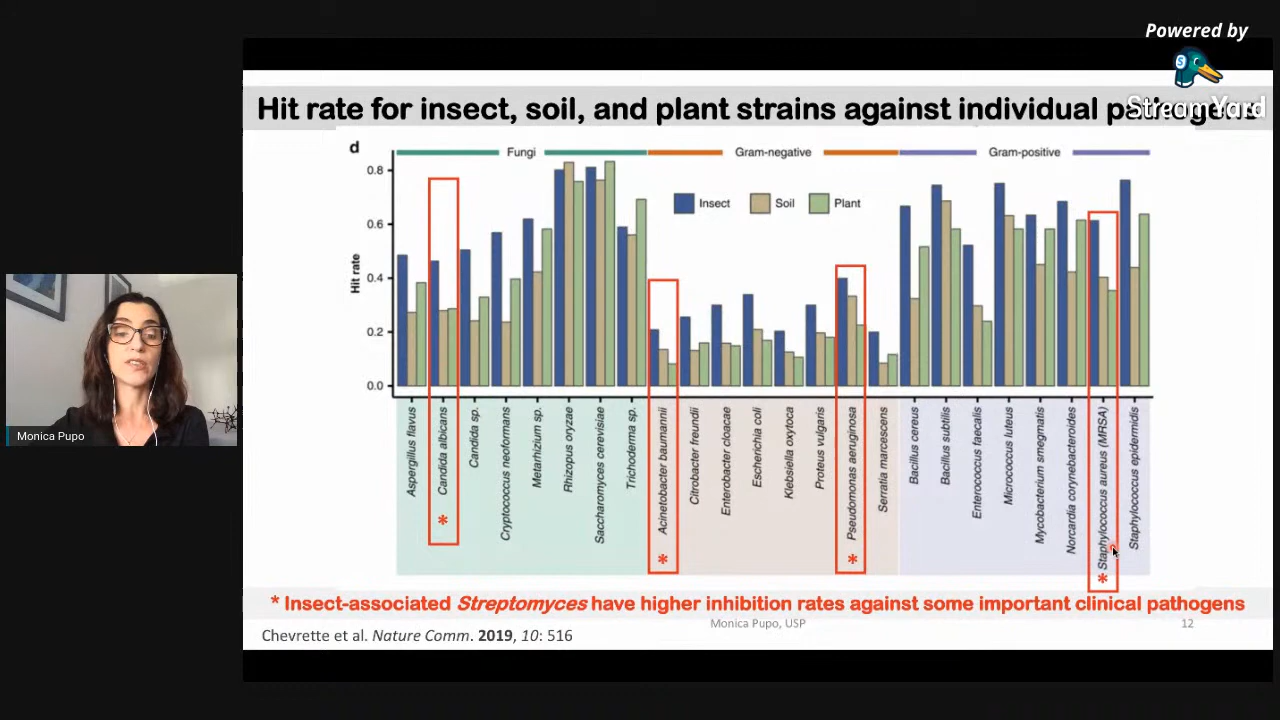 Powered by
StreamYard
Hit rate for insect, soil, and plant strains against individual pathogens
d
Fungi
Gram-negative
Gram-positive
Insect
Soil
Plant
Hit rate
0.8
0.6
0.4
0.2
0.0
Aspergillus flavus
Candida albicans
Candida sp.
Cryptococcus neoformans
Metarhizium sp.
Rhizopus oryzae
Saccharomyces cerevisiae
Trichoderma sp.
Acinetobacter baumannii
Citrobacter freundii
Enterobacter cloacae
Escherichia coli
Klebsiella oxytoca
Proteus vulgaris
Pseudomonas aeruginosa
Serratia marcescens
Bacillus cereus
Bacillus subtilis
Enterococcus faecalis
Micrococcus luteus
Mycobacterium smegmatis
Norcardia corynebacteroides
Staphylococcus aureus (MRSA)
Staphylococcus epidermidis
*
*
*
*
* Insect-associated Streptomyces have higher inhibition rates against some important clinical pathogens
Monica Pupo, USP
12
Chevrette et al. Nature Comm. 2019, 10: 516
Monica Pupo